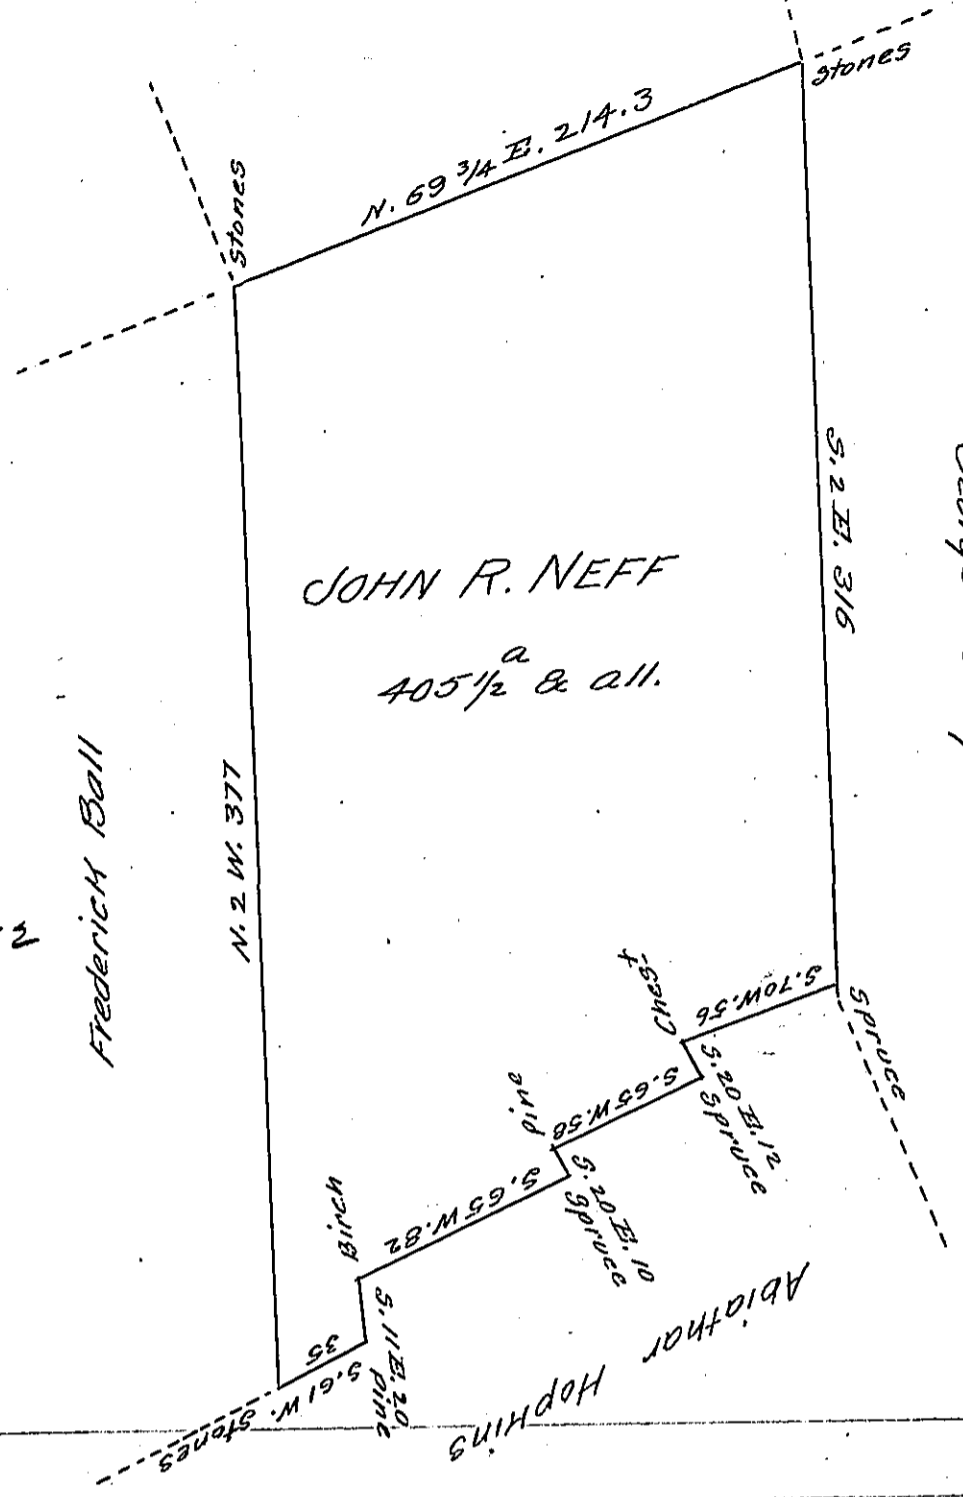 stones
stones
N. 69 3/4 E. 214.3
S. 2 E. 316
JOHN R. NEFF
405 1/2 a & all.
Frederick Ball
N. 2 W. 377
S. 70 W. 56
Spruce
Chest
S. 20 E. 12
Spruce
S. 65 W. 58
pine
S. 20 E. 10
Spruce
S. 65 W. 82
Birch
S. 11 E. 20
pine
S. 61 W. 35
stones
Abiathar Hopkins